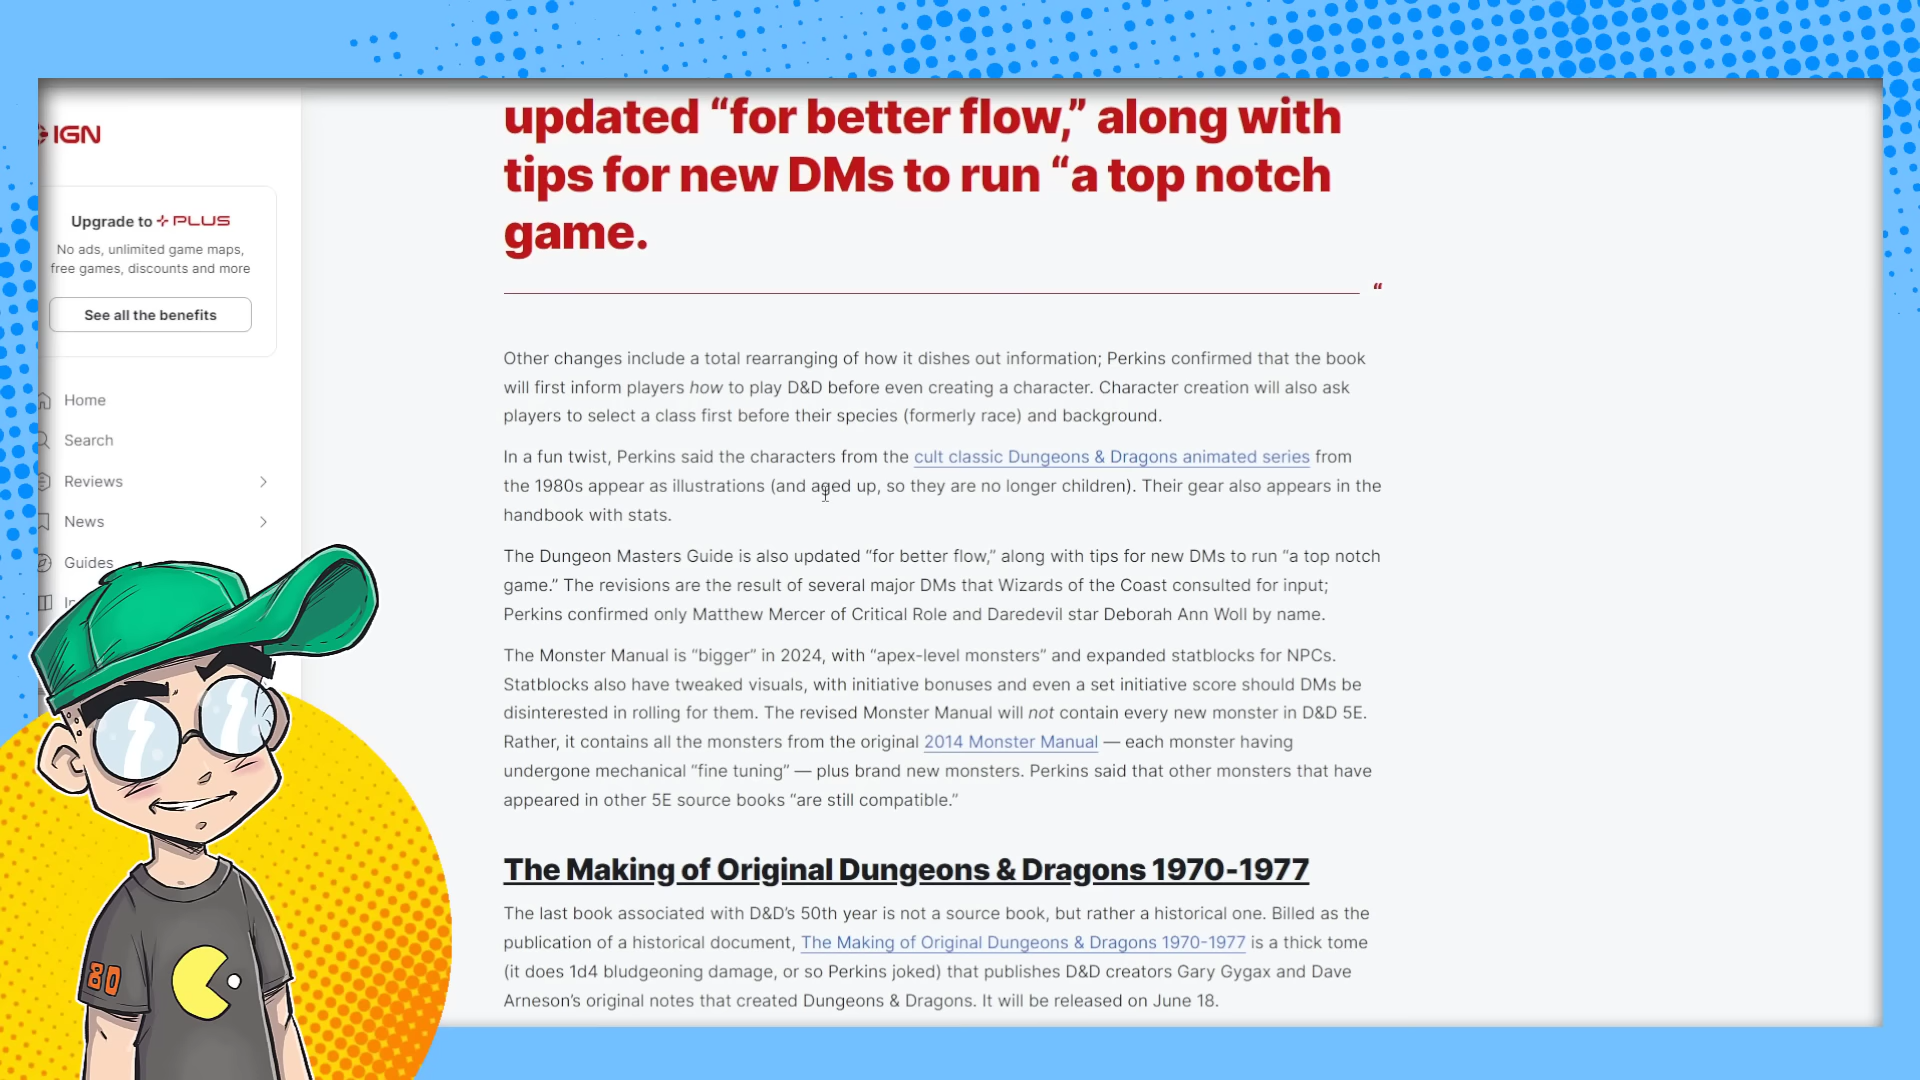 IGN
Upgrade to PLUS
No ads, unlimited game maps,
free games, discounts and more
See all the benefits
Home
Search
Reviews
News
Guides
updated “for better flow,” along with
tips for new DMs to run “a top notch
game.
“
Other changes include a total rearranging of how it dishes out information; Perkins confirmed that the book
will first inform players how to play D&D before even creating a character. Character creation will also ask
players to select a class first before their species (formerly race) and background.
In a fun twist, Perkins said the characters from the cult classic Dungeons & Dragons animated series from
the 1980s appear as illustrations (and aged up, so they are no longer children). Their gear also appears in the
handbook with stats.
The Dungeon Masters Guide is also updated “for better flow,” along with tips for new DMs to run “a top notch
game.” The revisions are the result of several major DMs that Wizards of the Coast consulted for input;
Perkins confirmed only Matthew Mercer of Critical Role and Daredevil star Deborah Ann Woll by name.
The Monster Manual is “bigger” in 2024, with “apex-level monsters” and expanded statblocks for NPCs.
Statblocks also have tweaked visuals, with initiative bonuses and even a set initiative score should DMs be
disinterested in rolling for them. The revised Monster Manual will not contain every new monster in D&D 5E.
Rather, it contains all the monsters from the original 2014 Monster Manual — each monster having
undergone mechanical “fine tuning” — plus brand new monsters. Perkins said that other monsters that have
appeared in other 5E source books “are still compatible.”
The Making of Original Dungeons & Dragons 1970-1977
The last book associated with D&D’s 50th year is not a source book, but rather a historical one. Billed as the
publication of a historical document, The Making of Original Dungeons & Dragons 1970-1977 is a thick tome
(it does 1d4 bludgeoning damage, or so Perkins joked) that publishes D&D creators Gary Gygax and Dave
Arneson’s original notes that created Dungeons & Dragons. It will be released on June 18.
80